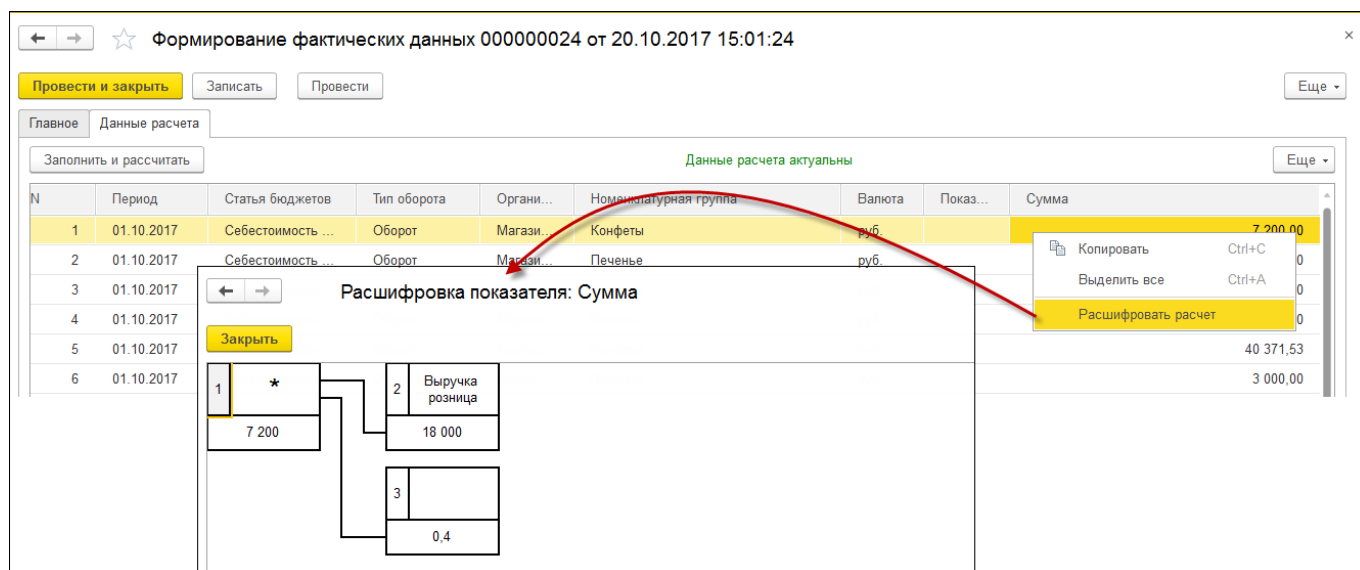 Формирование фактических данных 000000024 от 20.10.2017 15:01:24
Провести и закрыть Записать Провести Еще
Главное Данные расчета
Заполнить и рассчитать Данные расчета актуальны Еще
N Период Статья бюджетов Тип оборота Органи... Номенклатурная группа Валюта Показ... Сумма
1 01.10.2017 Себестоимость ... Оборот Магази... Конфеты руб. 7 200,00
2 01.10.2017 Себестоимость ... Оборот Магази... Печенье руб. 0
3 01.10.2017 0
4 01.10.2017 0
5 01.10.2017 40 371,53
6 01.10.2017 3 000,00
Копировать Ctrl+C
Выделить все Ctrl+A
Расшифровать расчет
Расшифровка показателя: Сумма
Закрыть
1 * 2 Выручка
розница
7 200 18 000
3
0,4